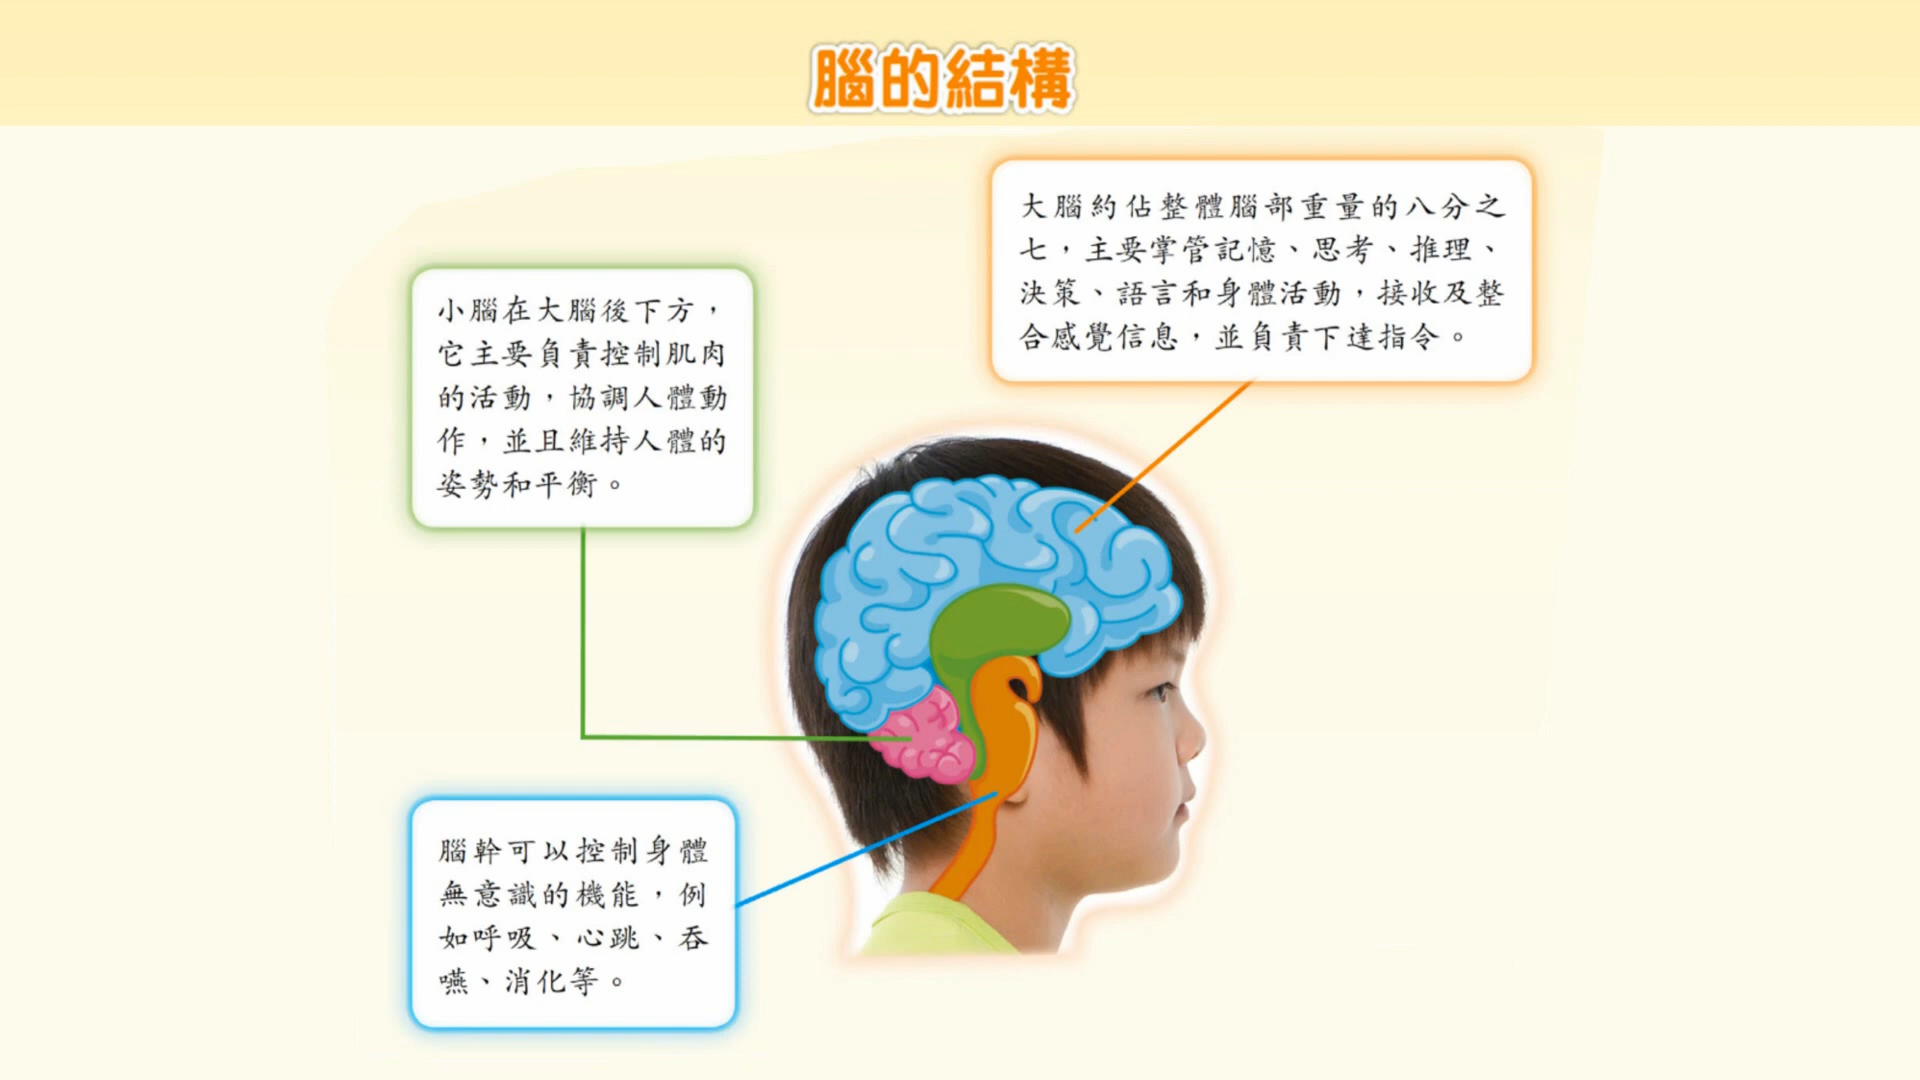 腦的結構
大腦約佔整體腦部重量的八分之
七，主要掌管記憶、思考、推理、
決策、語言和身體活動，接收及整
合感覺信息，並負責下達指令。
小腦在大腦後下方，
它主要負責控制肌肉
的活動，協調人體動
作，並且維持人體的
姿勢和平衡。
腦幹可以控制身體
無意識的機能，例
如呼吸、心跳、吞
嚥、消化等。